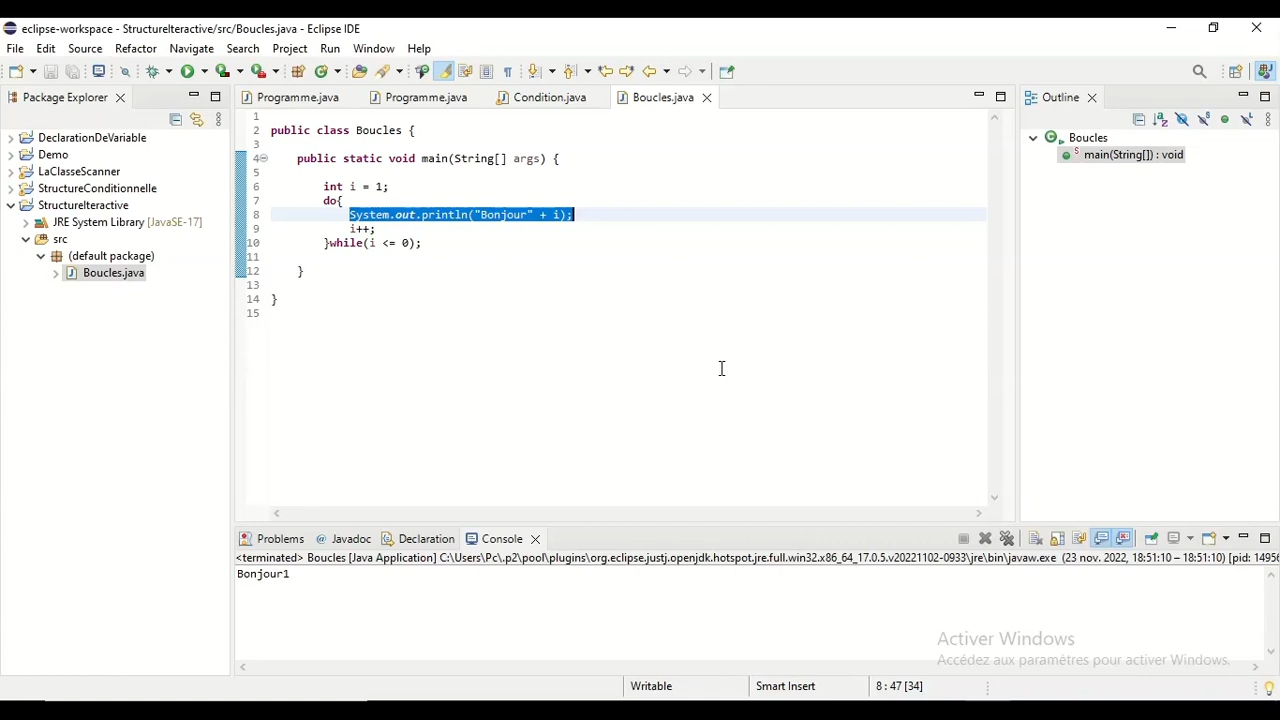 eclipse-workspace - StructureIteractive/src/Boucles.java - Eclipse IDE
File Edit Source Refactor Navigate Search Project Run Window Help
Package Explorer
Programme.java
Programme.java
Condition.java
Boucles.java
Outline
DeclarationDeVariable
Demo
LaClasseScanner
StructureConditionnelle
StructureIteractive
JRE System Library [JavaSE-17]
src
(default package)
Boucles.java
1
2 public class Boucles {
3
4 public static void main(String[] args) {
5
6 int i = 1;
7 do{
8 System.out.println("Bonjour" + i);
9 i++;
10 }while(i <= 0);
11
12 }
13
14 }
15
Boucles
main(String[]) : void
Problems @ Javadoc Declaration Console
<terminated> Boucles [Java Application] C:\Users\Pc\.p2\pool\plugins\org.eclipse.justj.openjdk.hotspot.jre.full.win32.x86_64_17.0.5.v20221102-0933\jre\bin\javaw.exe (23 nov. 2022, 18:51:10 – 18:51:10) [pid: 1495
Bonjour1
Activer Windows
Accédez aux paramètres pour activer Windows.
Writable Smart Insert 8 : 47 [34]